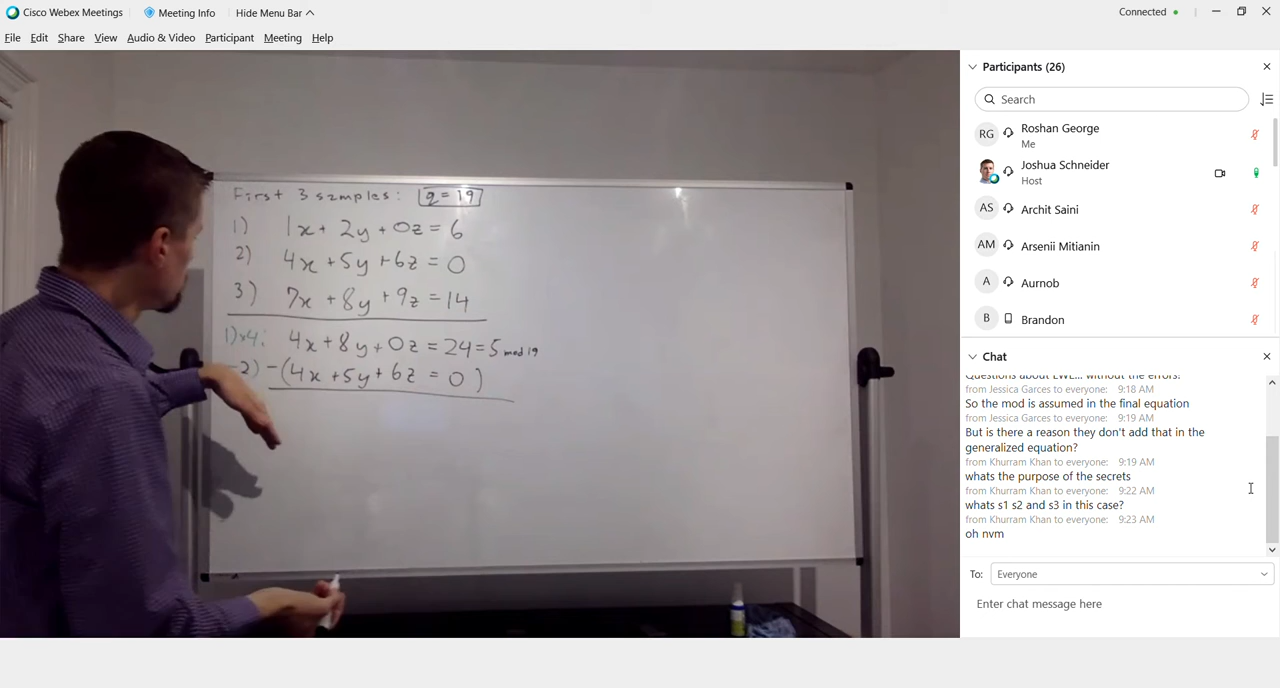 Cisco Webex Meetings
Meeting Info
Hide Menu Bar
Connected
File Edit Share View Audio & Video Participant Meeting Help
First 3 samples: q = 19
1) 1x + 2y + 0z = 6
2) 4x + 5y + 6z = 0
3) 7x + 8y + 9z = 14
1)x4: 4x + 8y + 0z = 24 = 5 mod 19
-2) -(4x + 5y + 6z = 0)
Participants (26)
Search
RG Roshan George
Me
Joshua Schneider
Host
AS Archit Saini
AM Arsenii Mitianin
A Aurnob
B Brandon
Chat
Questions about LWE... without the errors?
from Jessica Garces to everyone: 9:18 AM
So the mod is assumed in the final equation
from Jessica Garces to everyone: 9:19 AM
But is there a reason they don't add that in the
generalized equation?
from Khurram Khan to everyone: 9:19 AM
whats the purpose of the secrets
from Khurram Khan to everyone: 9:22 AM
whats s1 s2 and s3 in this case?
from Khurram Khan to everyone: 9:23 AM
oh nvm
To: Everyone
Enter chat message here